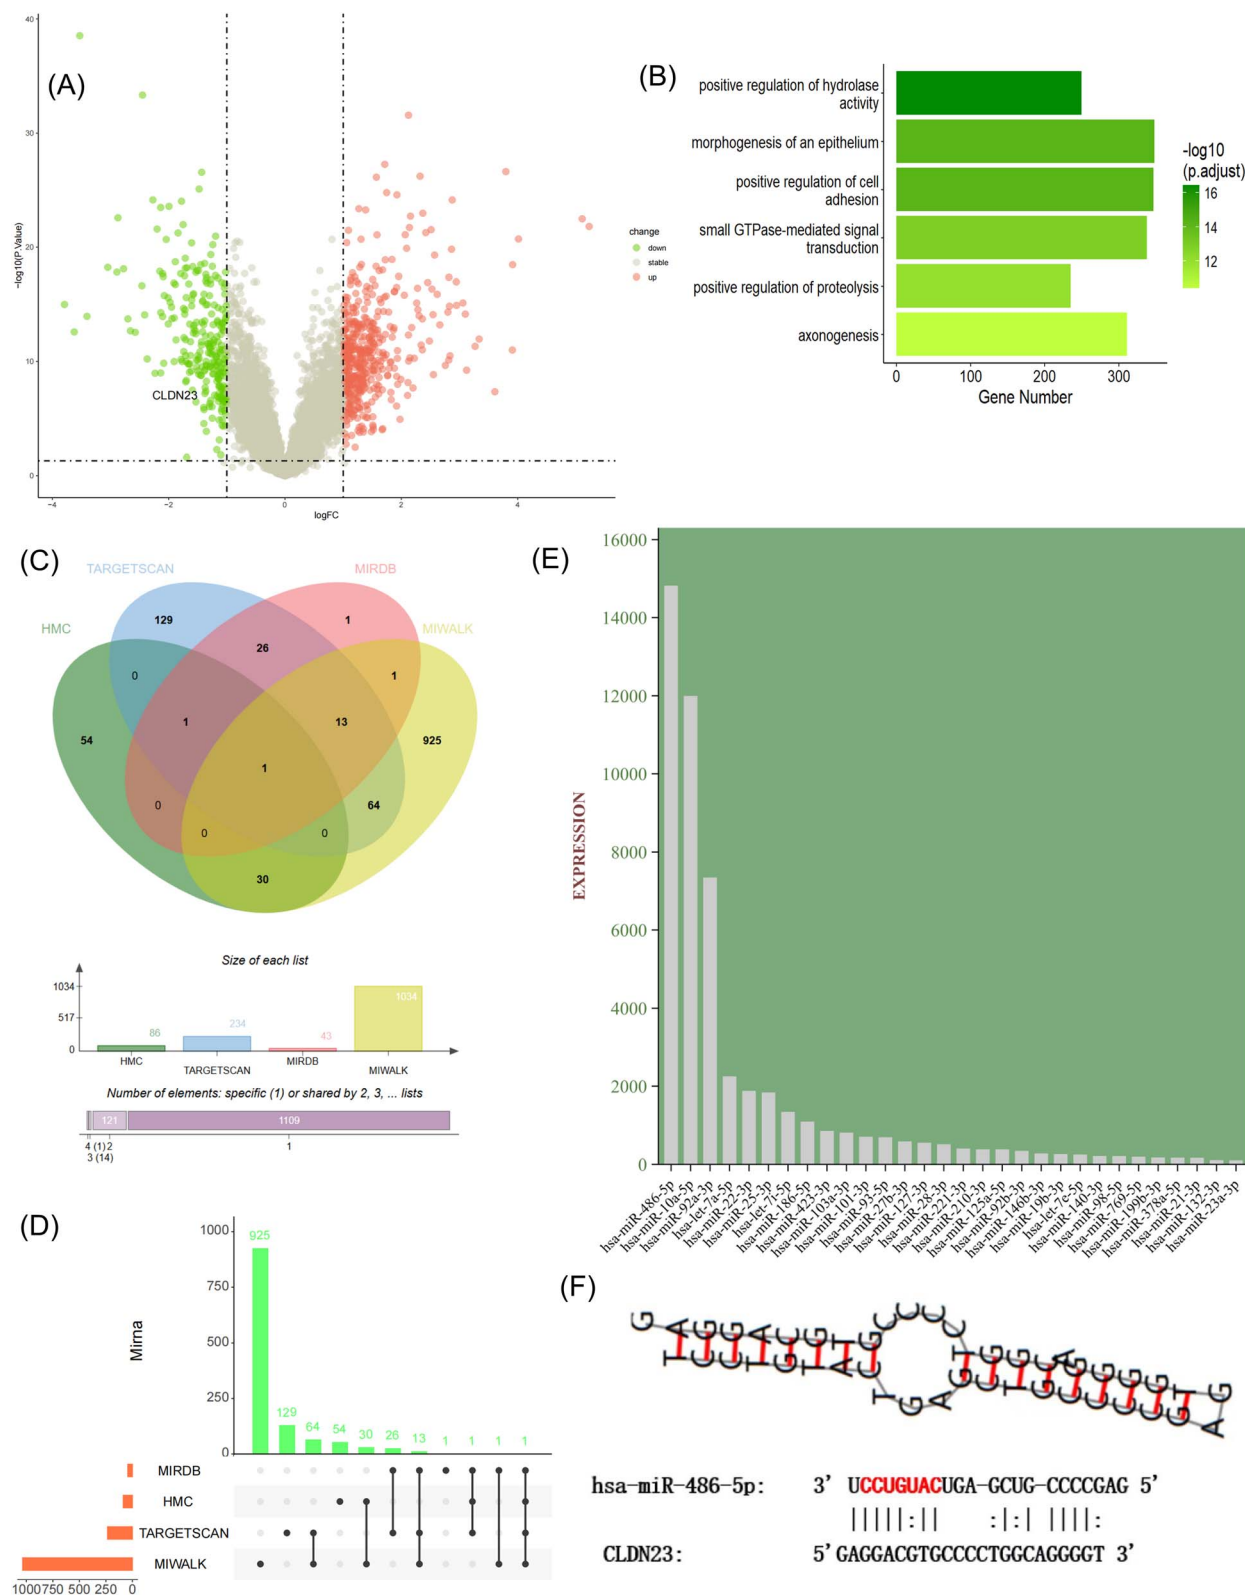 (A)
40
30
20
10
0
-log10(P.Value)
CLDN23
−4
−2
0
2
4
logFC
change
down
stable
up
(B)
positive regulation of hydrolase
activity
morphogenesis of an epithelium
positive regulation of cell
adhesion
small GTPase-mediated signal
transduction
positive regulation of proteolysis
axonogenesis
0
100
200
300
Gene Number
-log10
(p.adjust)
16
14
12
(C)
TARGETSCAN
MIRDB
HMC
MIWALK
129
1
26
0
1
1
13
54
925
1
0
64
0
0
30
Size of each list
1034
517
0
86
234
43
1034
HMC
TARGETSCAN
MIRDB
MIWALK
Number of elements: specific (1) or shared by 2, 3, ... lists
121
1109
4 (1)
2
1
3 (14)
(D)
Mirna
1000
750
500
250
0
925
129
64
54
30
26
13
1
1
1
1
MIRDB
HMC
TARGETSCAN
MIWALK
1000
750
500
250
0
(E)
EXPRESSION
16000
14000
12000
10000
8000
6000
4000
2000
0
hsa-miR-486-5p
hsa-miR-10a-5p
hsa-miR-92a-3p
hsa-let-7a-5p
hsa-miR-22-3p
hsa-miR-25-3p
hsa-let-7i-5p
hsa-miR-186-5p
hsa-miR-423-3p
hsa-miR-103a-3p
hsa-miR-101-3p
hsa-miR-93-5p
hsa-miR-27b-3p
hsa-miR-127-3p
hsa-miR-28-3p
hsa-miR-221-3p
hsa-miR-210-3p
hsa-miR-125a-5p
hsa-miR-92b-3p
hsa-miR-146b-3p
hsa-miR-19b-3p
hsa-let-7e-5p
hsa-miR-140-3p
hsa-miR-98-5p
hsa-miR-769-5p
hsa-miR-199b-3p
hsa-miR-378a-5p
hsa-miR-21-3p
hsa-miR-132-3p
hsa-miR-23a-3p
(F)
hsa-miR-486-5p: 3' UCCUGUACUGA-GCUG-CCCCGAG 5'
|||||:|| :|:| ||||:
CLDN23: 5'GAGGACGTGCCCCTGGCAGGGGT 3'